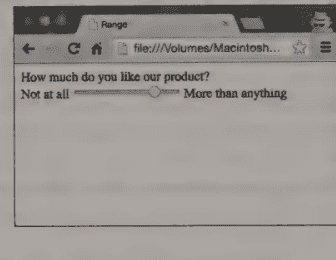 Range
file:///Volumes/Macintosh...
How much do you like our product?
Not at all More than anything